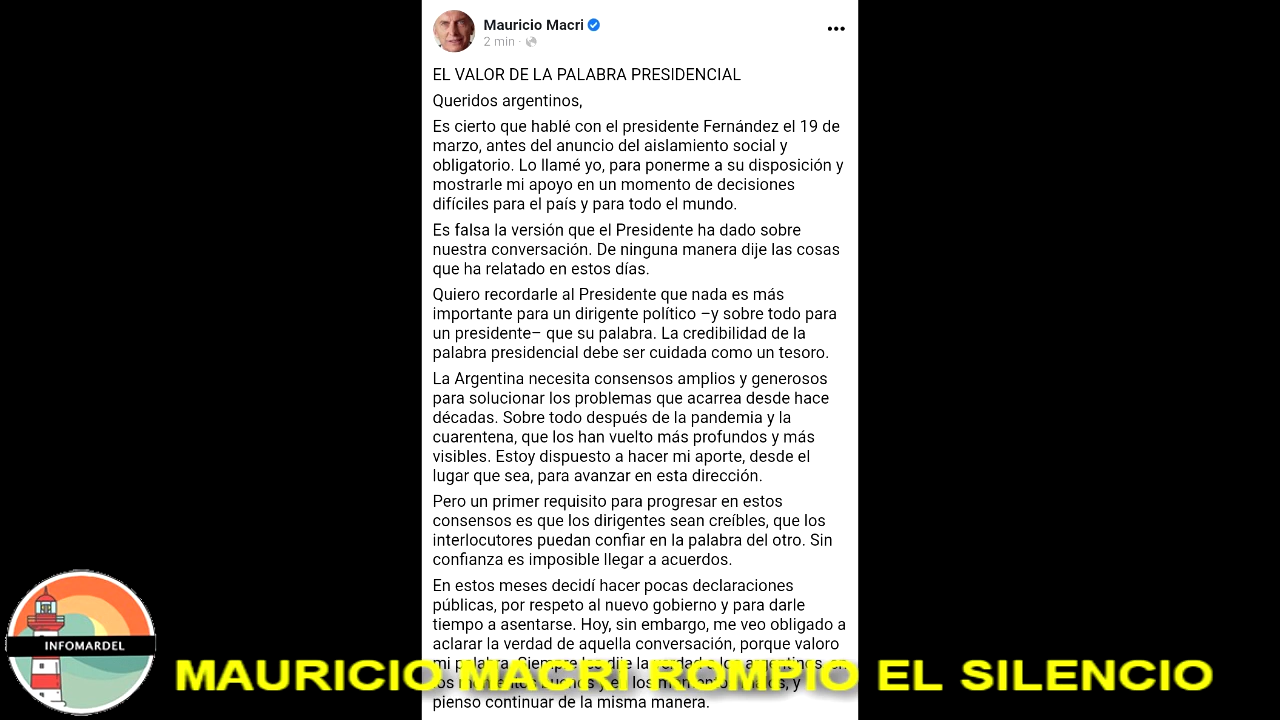 Mauricio Macri
2 min ·
EL VALOR DE LA PALABRA PRESIDENCIAL
Queridos argentinos,
Es cierto que hablé con el presidente Fernández el 19 de
marzo, antes del anuncio del aislamiento social y
obligatorio. Lo llamé yo, para ponerme a su disposición y
mostrarle mi apoyo en un momento de decisiones
difíciles para el país y para todo el mundo.
Es falsa la versión que el Presidente ha dado sobre
nuestra conversación. De ninguna manera dije las cosas
que ha relatado en estos días.
Quiero recordarle al Presidente que nada es más
importante para un dirigente político –y sobre todo para
un presidente– que su palabra. La credibilidad de la
palabra presidencial debe ser cuidada como un tesoro.
La Argentina necesita consensos amplios y generosos
para solucionar los problemas que acarrea desde hace
décadas. Sobre todo después de la pandemia y la
cuarentena, que los han vuelto más profundos y más
visibles. Estoy dispuesto a hacer mi aporte, desde el
lugar que sea, para avanzar en esta dirección.
Pero un primer requisito para progresar en estos
consensos es que los dirigentes sean creíbles, que los
interlocutores puedan confiar en la palabra del otro. Sin
confianza es imposible llegar a acuerdos.
En estos meses decidí hacer pocas declaraciones
públicas, por respeto al nuevo gobierno y para darle
tiempo a asentarse. Hoy, sin embargo, me veo obligado a
aclarar la verdad de aquella conversación, porque valoro
mi palabra. Siempre dije la verdad
y
pienso continuar de la misma manera.
INFOMARDEL
MAURICIO MACRI ROMPIO EL SILENCIO